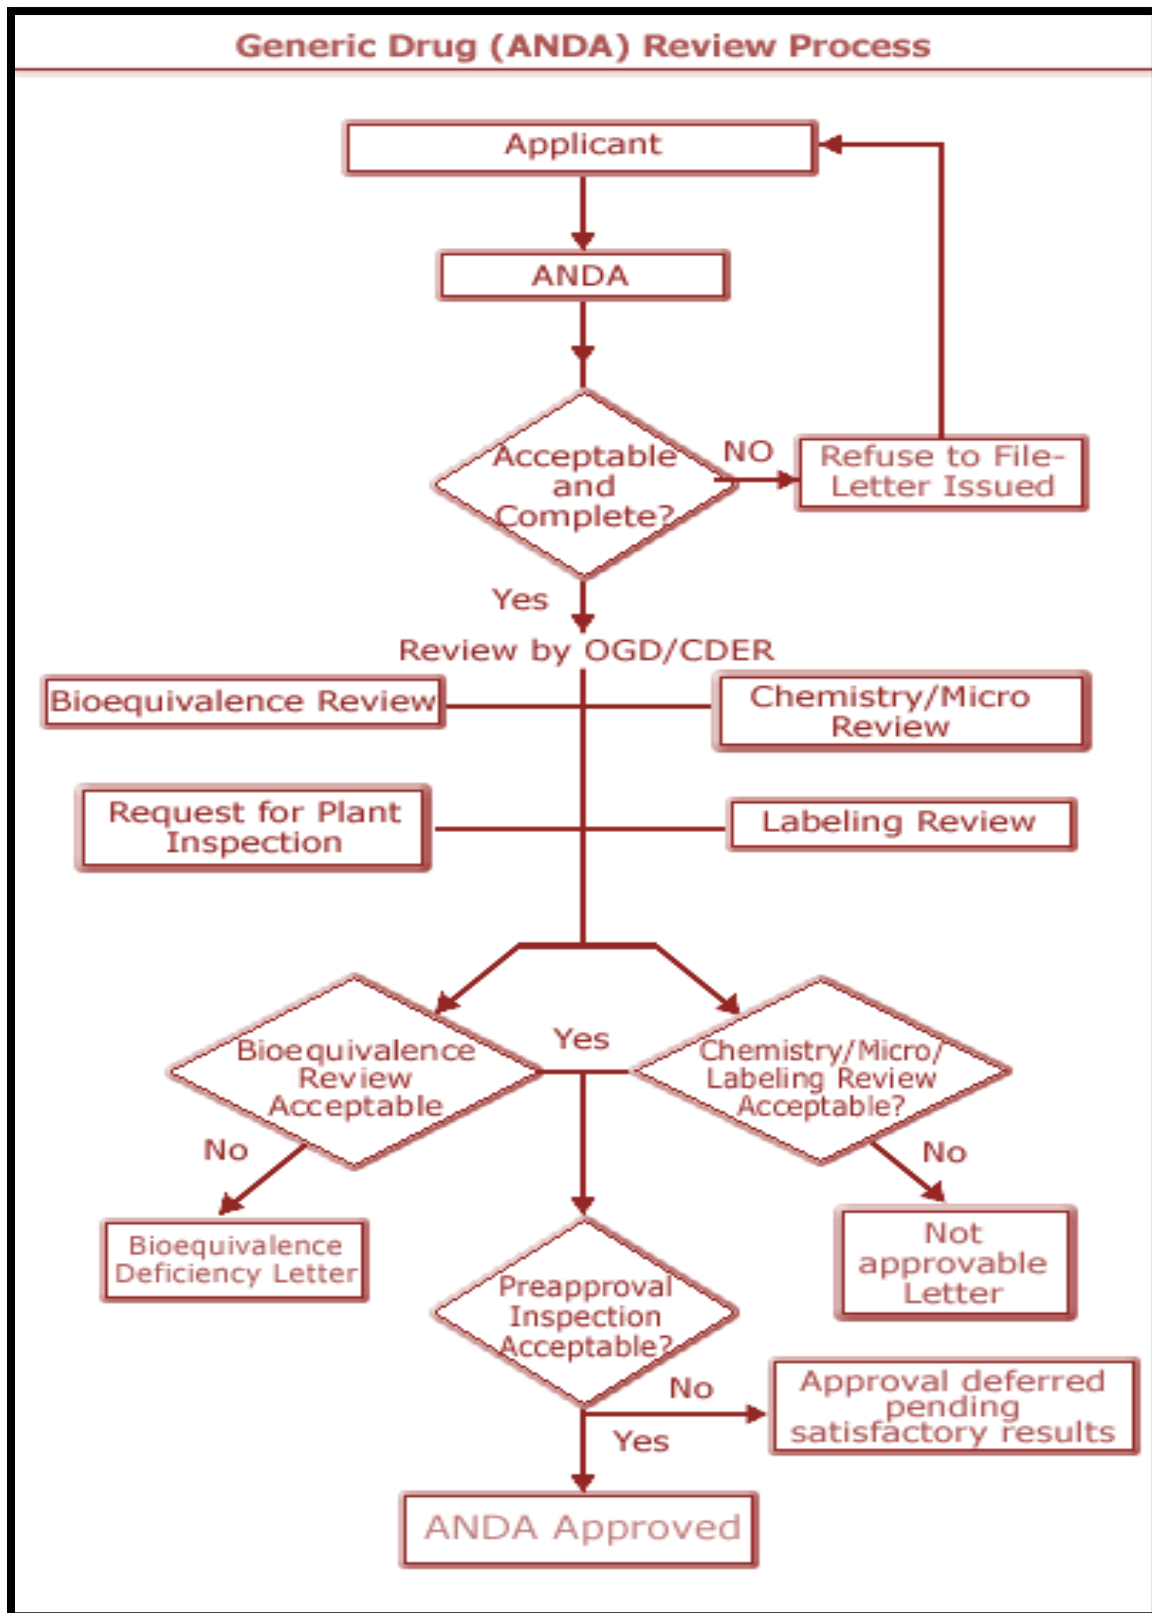 Generic Drug (ANDA) Review Process
Applicant
ANDA
Acceptable
and
Complete?
NO
Refuse to File-
Letter Issued
Yes
Review by OGD/CDER
Bioequivalence Review
Chemistry/Micro
Review
Request for Plant
Inspection
Labeling Review
Bioequivalence
Review
Acceptable
Yes
Chemistry/Micro/
Labeling Review
Acceptable?
No
No
Bioequivalence
Deficiency Letter
Not
approvable
Letter
Preapproval
Inspection
Acceptable?
No
Approval deferred
pending
satisfactory results
Yes
ANDA Approved